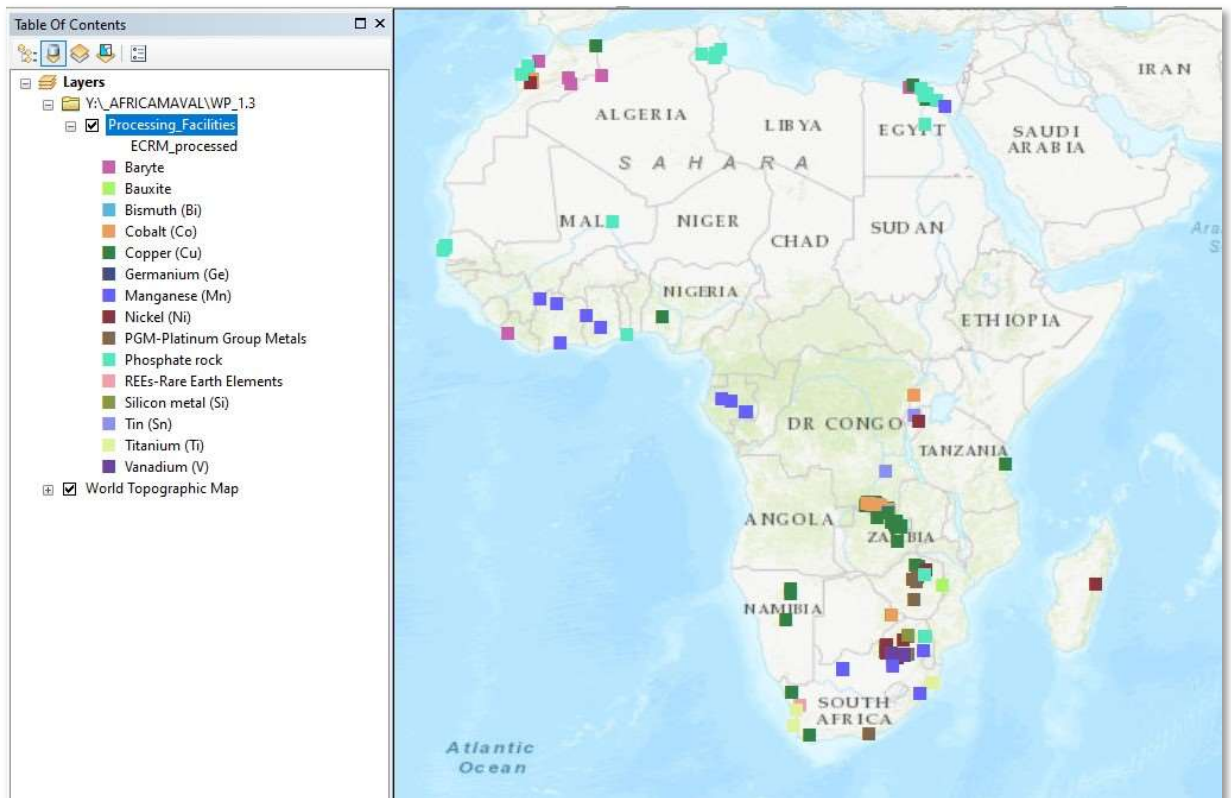 Table Of Contents
Layers
Y:\_AFRICAMAVAL\WP_1.3
Processing_Facilities
ECRM_processed
Baryte
Bauxite
Bismuth (Bi)
Cobalt (Co)
Copper (Cu)
Germanium (Ge)
Manganese (Mn)
Nickel (Ni)
PGM-Platinum Group Metals
Phosphate rock
REEs-Rare Earth Elements
Silicon metal (Si)
Tin (Sn)
Titanium (Ti)
Vanadium (V)
World Topographic Map
IRAN
ALGERIA
LIBYA
EGYPT
SAUDI
ARABIA
SAHARA
MALI
NIGER
CHAD
SUDAN
NIGERIA
ETHIOPIA
DR CONGO
TANZANIA
ANGOLA
ZAMBIA
NAMIBIA
SOUTH
AFRICA
Atlantic
Ocean